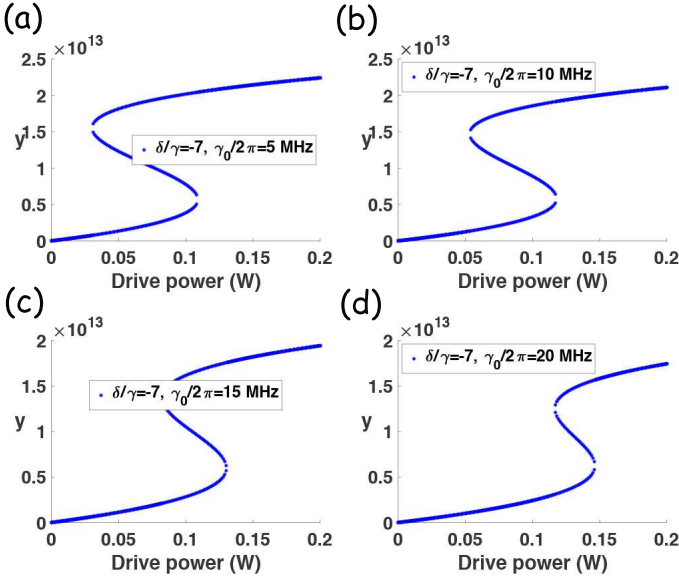 (a)
×10^13
2.5
2
y 1.5
1
0.5
0
δ/γ=-7, γ₀/2π=5 MHz
0 0.05 0.1 0.15 0.2
Drive power (W)
(b)
×10^13
2.5
2
y 1.5
1
0.5
0
δ/γ=-7, γ₀/2π=10 MHz
0 0.05 0.1 0.15 0.2
Drive power (W)
(c)
×10^13
2
1.5
y 1
0.5
0
δ/γ=-7, γ₀/2π=15 MHz
0 0.05 0.1 0.15 0.2
Drive power (W)
(d)
×10^13
2
1.5
y 1
0.5
0
δ/γ=-7, γ₀/2π=20 MHz
0 0.05 0.1 0.15 0.2
Drive power (W)